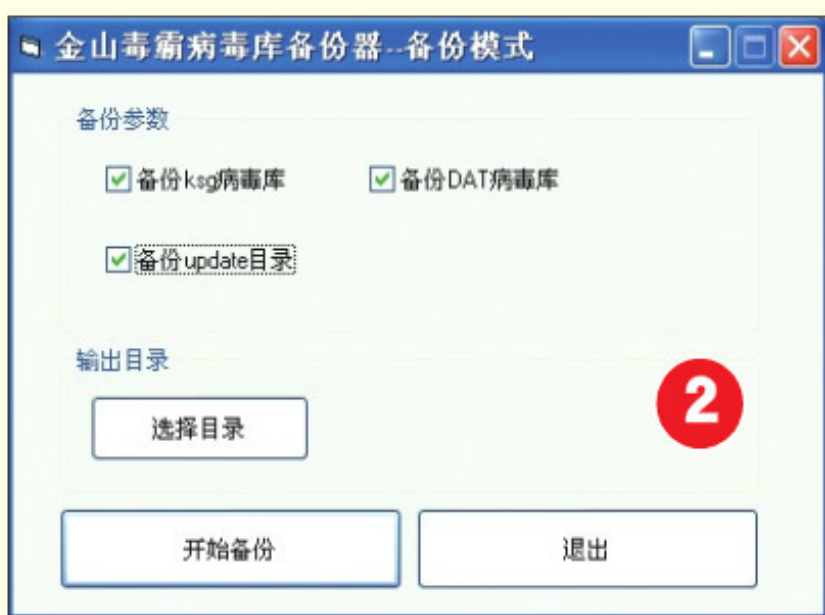 金山毒霸病毒库备份器--备份模式
备份参数
备份ksg病毒库 备份DAT病毒库
备份update目录
输出目录
选择目录
2
开始备份 退出